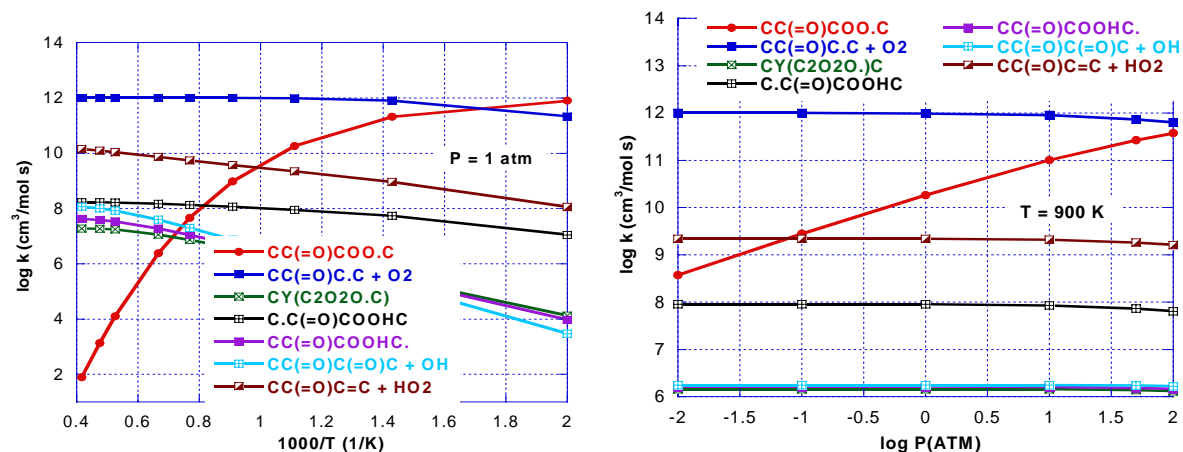 14
12
10
8
6
4
2
log k (cm3/mol s)
P = 1 atm
CC(=O)COO.C
CC(=O)C.C + O2
CY(C2O2O.C)
C.C(=O)COOHC
CC(=O)COOHC.
CC(=O)C(=O)C + OH
CC(=O)C=C + HO2
0.4 0.6 0.8 1 1.2 1.4 1.6 1.8 2
1000/T (1/K)
CC(=O)COO.C
CC(=O)C.C + O2
CY(C2O2O.)C
C.C(=O)COOHC
CC(=O)COOHC.
CC(=O)C(=O)C + OH
CC(=O)C=C + HO2
14
13
12
11
10
9
8
7
6
log k (cm3/mol s)
T = 900 K
-2 -1.5 -1 -0.5 0 0.5 1 1.5 2
log P(ATM)